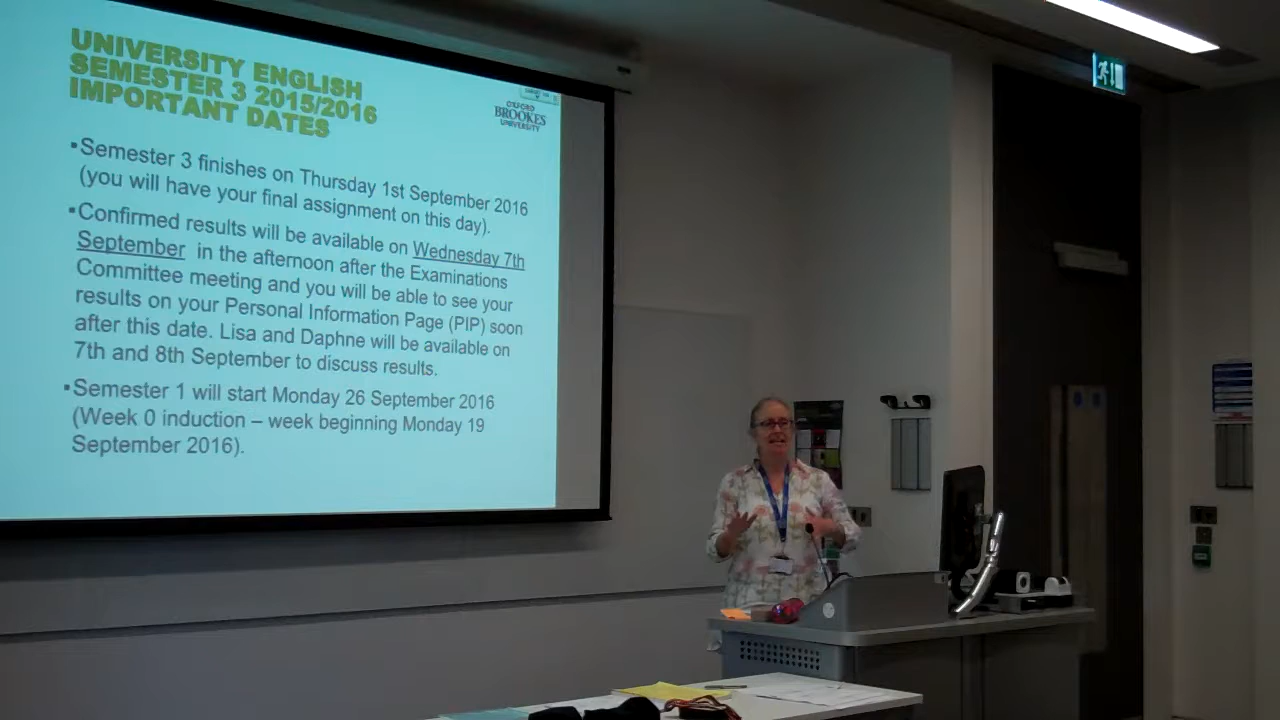 UNIVERSITY ENGLISH
SEMESTER 3 2015/2016
IMPORTANT DATES
OXFORD
BROOKES
UNIVERSITY
▪Semester 3 finishes on Thursday 1st September 2016
(you will have your final assignment on this day).
▪Confirmed results will be available on Wednesday 7th
September in the afternoon after the Examinations
Committee meeting and you will be able to see your
results on your Personal Information Page (PIP) soon
after this date. Lisa and Daphne will be available on
7th and 8th September to discuss results.
▪Semester 1 will start Monday 26 September 2016
(Week 0 induction – week beginning Monday 19
September 2016).